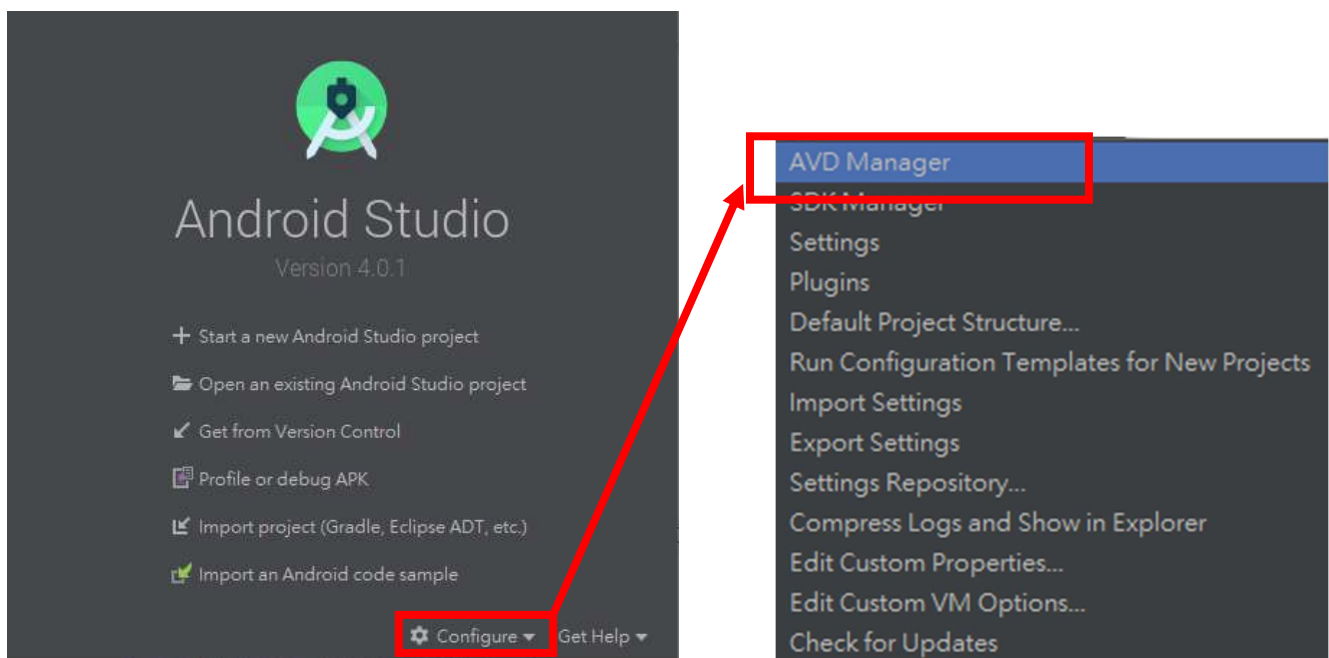 Android Studio
Version 4.0.1
Start a new Android Studio project
Open an existing Android Studio project
Get from Version Control
Profile or debug APK
Import project (Gradle, Eclipse ADT, etc.)
Import an Android code sample
Configure
Get Help
AVD Manager
SDK Manager
Settings
Plugins
Default Project Structure...
Run Configuration Templates for New Projects
Import Settings
Export Settings
Settings Repository...
Compress Logs and Show in Explorer
Edit Custom Properties...
Edit Custom VM Options...
Check for Updates